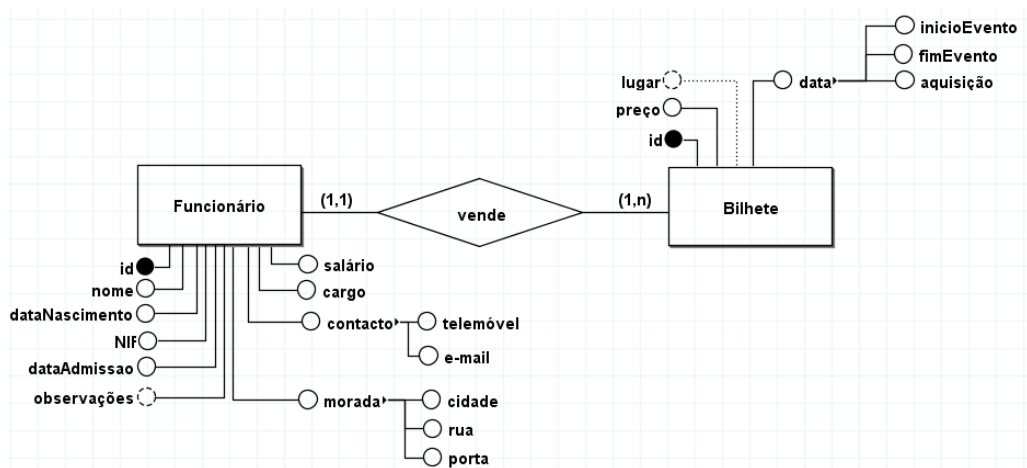 inicioEvento
fimEvento
lugar
data
aquisição
preço
id
Funcionário
(1,1)
vende
(1,n)
Bilhete
id
salário
nome
cargo
dataNascimento
contacto
telemóvel
NIF
e-mail
dataAdmissao
observações
morada
cidade
rua
porta